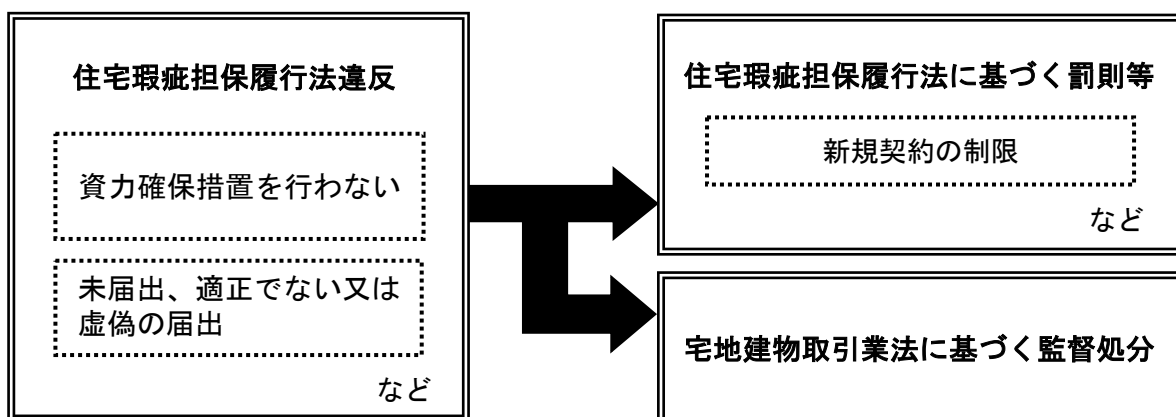 住宅瑕疵担保履行法違反
資力確保措置を行わない
未届出、適正でない又は
虚偽の届出
など
住宅瑕疵担保履行法に基づく罰則等
新規契約の制限
など
宅地建物取引業法に基づく監督処分